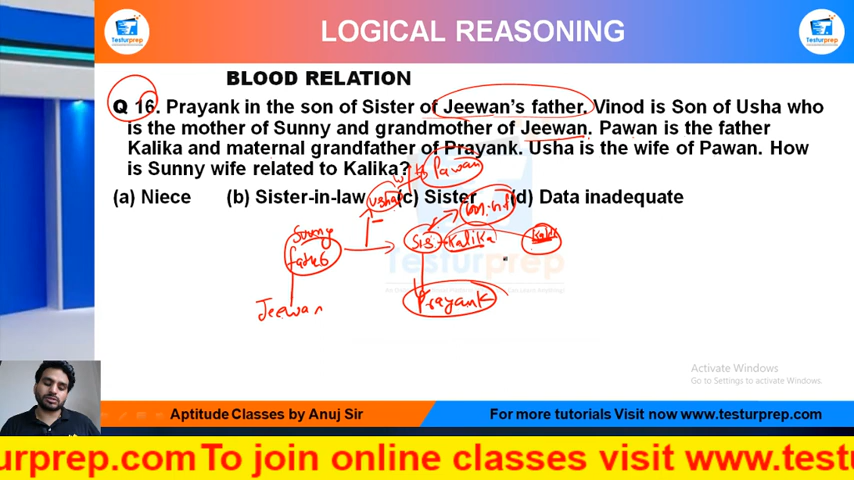 LOGICAL REASONING
Testurprep
Testurprep
BLOOD RELATION
Q 16. Prayank in the son of Sister of Jeewan's father. Vinod is Son of Usha who
is the mother of Sunny and grandmother of Jeewan. Pawan is the father
Kalika and maternal grandfather of Prayank. Usha is the wife of Pawan. How
is Sunny wife related to Kalika?
(a) Niece (b) Sister-in-law (c) Sister (d) Data inadequate
Pawan
Usha
Sunny
Sis Kalika
testurprep
Prayank
Jeewan
Activate Windows
Go to Settings to activate Windows.
Aptitude Classes by Anuj Sir
For more tutorials Visit now www.testurprep.com
urprep.com To join online classes visit www.testu